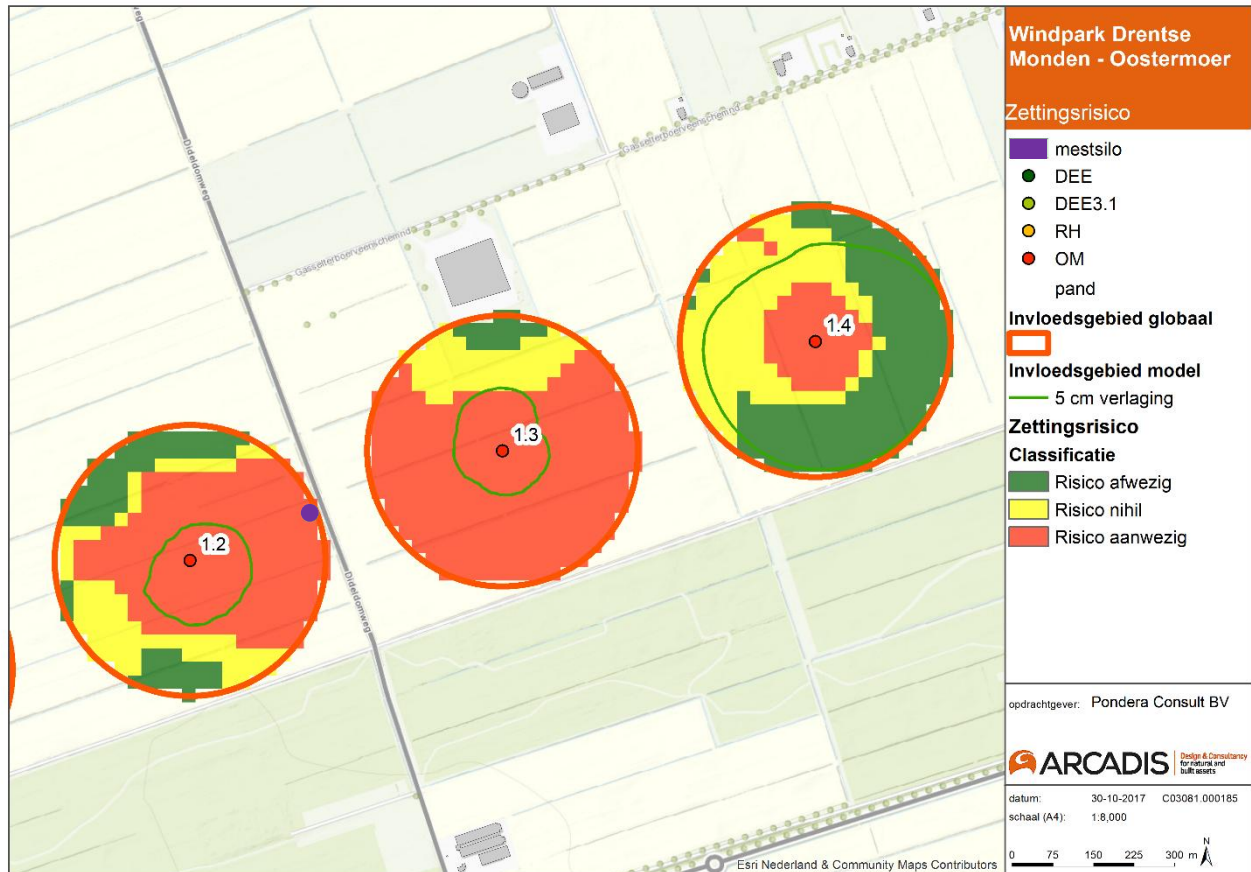 Dideldomweg
Gasselterboerveenschemnd
Gasselterboerveenschemnd
1.4
1.3
1.2
Dideldomweg
Esri Nederland & Community Maps Contributors
Windpark Drentse
Monden - Oostermoer
Zettingsrisico
mestsilo
DEE
DEE3.1
RH
OM
pand
Invloedsgebied globaal
Invloedsgebied model
5 cm verlaging
Zettingsrisico
Classificatie
Risico afwezig
Risico nihil
Risico aanwezig
opdrachtgever: Pondera Consult BV
ARCADIS
Design & Consultancy
for natural and
built assets
datum: 30-10-2017 C03081.000185
schaal (A4): 1:8,000
N
0 75 150 225 300 m